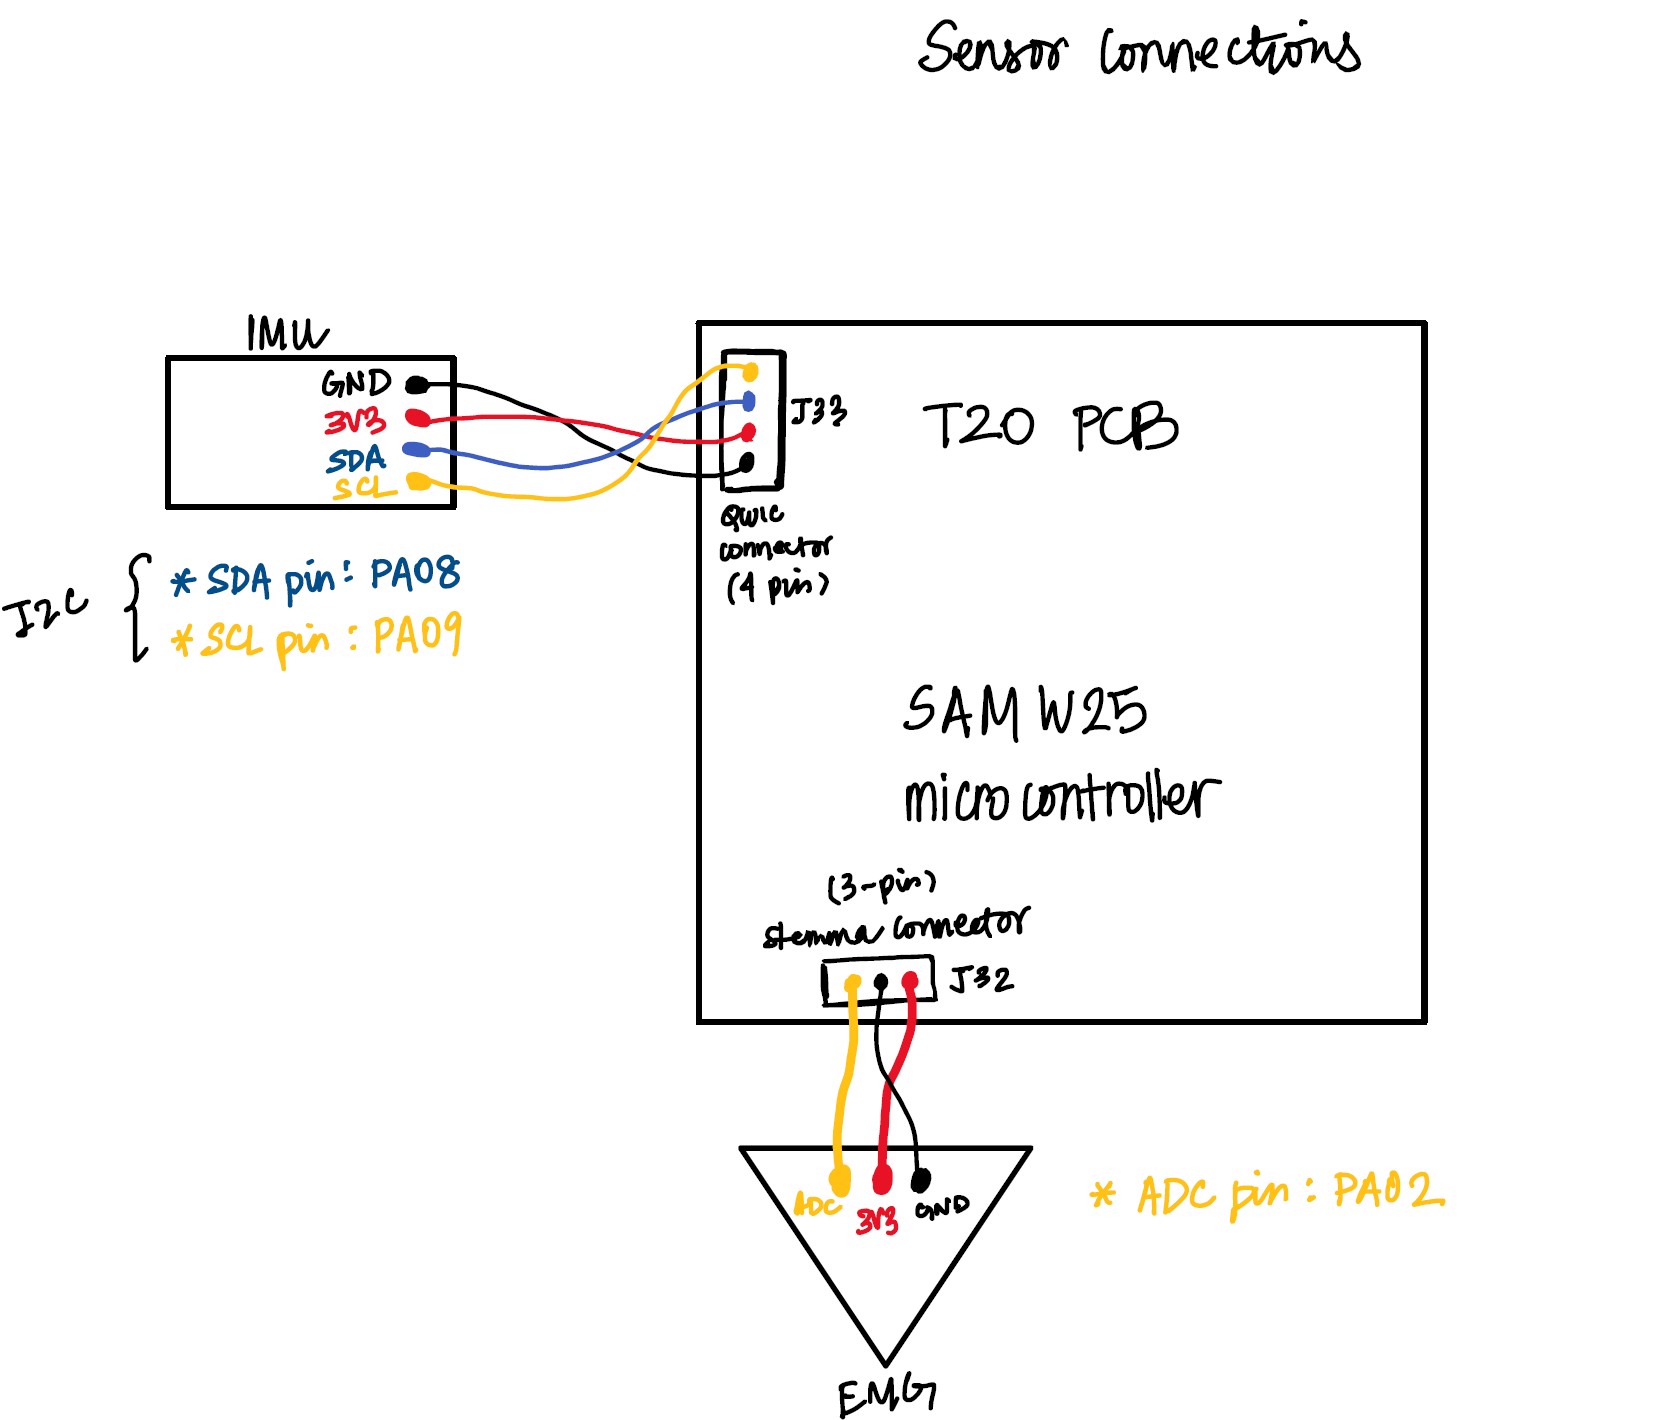 Sensor Connections
IMU
GND
3V3
SDA
SCL
I2C
* SDA pin: PA08
* SCL pin: PA09
J33
Qwic
connector
(4 pin)
T20 PCB
SAM W25
microcontroller
(3-pin)
stemma connector
J32
ADC
3V3
GND
* ADC pin: PA02
EMG